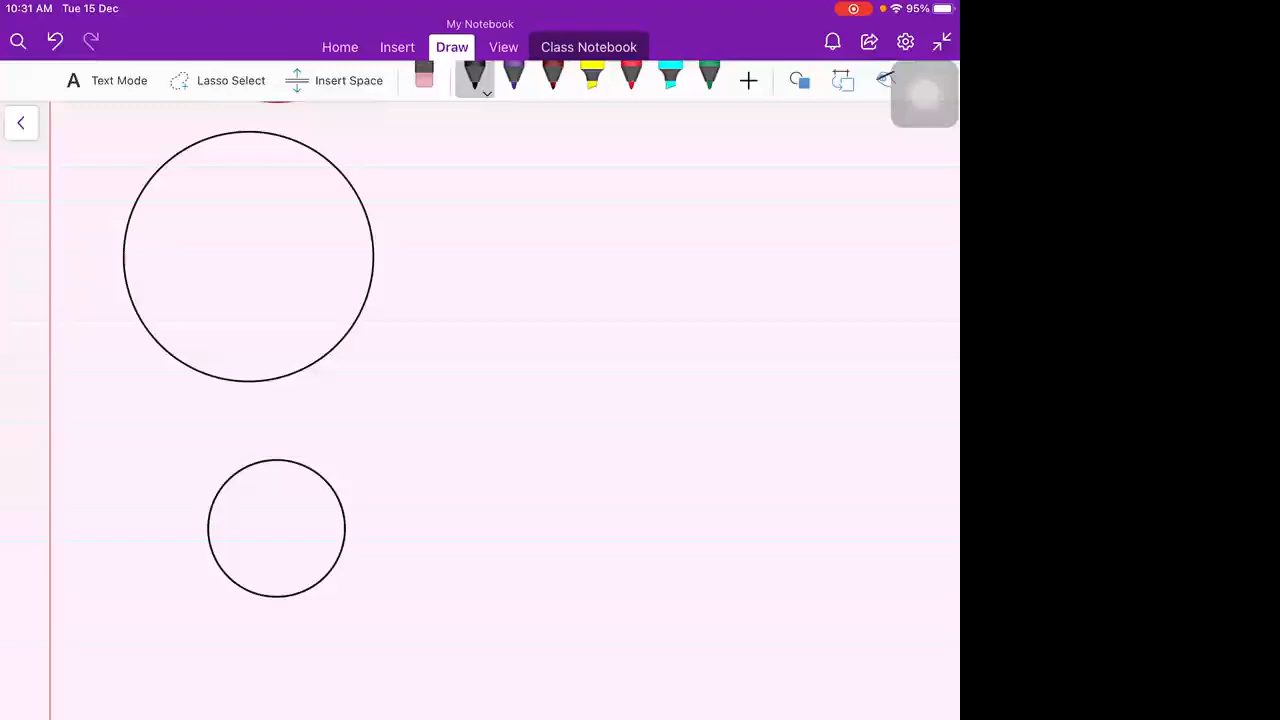 10:31 AM Tue 15 Dec
95%
My Notebook
Home Insert Draw View Class Notebook
A Text Mode Lasso Select Insert Space